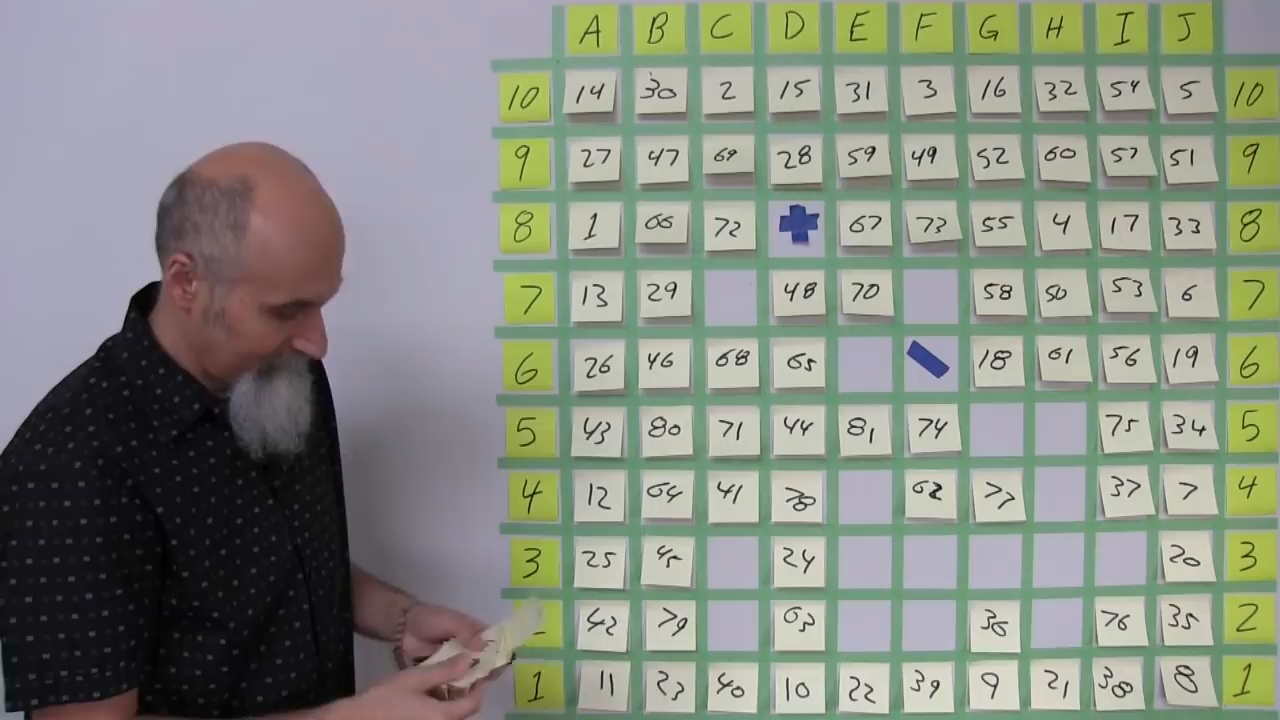 A B C D E F G H I J
10 14 30 2 15 31 3 16 32 54 5 10
9 27 47 69 28 59 49 52 60 57 51 9
8 1 66 72 67 73 55 4 17 33 8
7 13 29 48 70 58 50 53 6 7
6 26 46 68 65 18 61 56 19 6
5 43 80 71 44 81 74 75 34 5
4 12 64 41 78 62 77 37 7 4
3 25 45 24 20 3
42 79 63 36 76 35 2
1 11 23 40 10 22 39 9 21 38 8 1